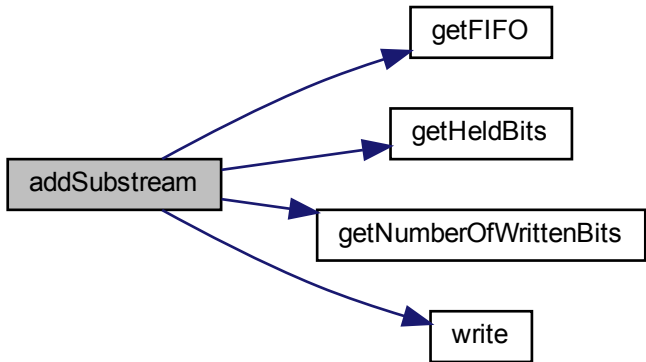 getFIFO
getHeldBits
addSubstream
getNumberOfWrittenBits
write